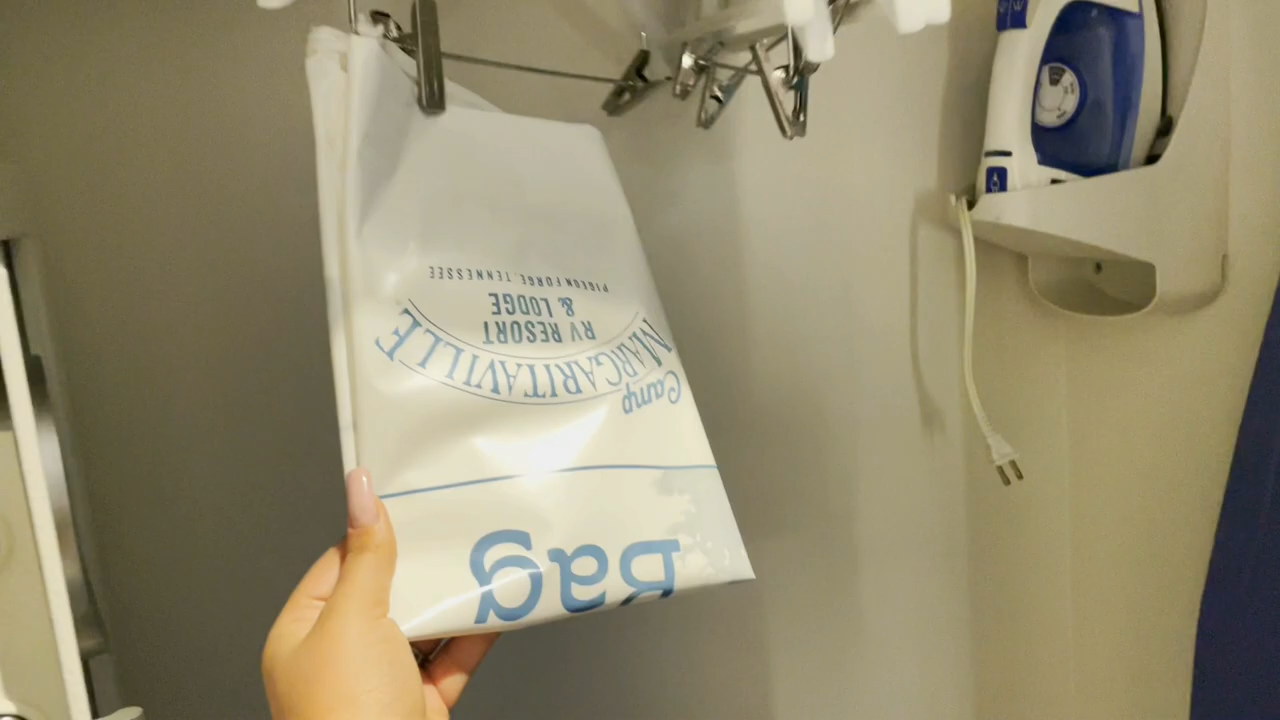 Bag
Camp
MARGARITAVILLE
RV RESORT
& LODGE
PIGEON FORGE, TENNESSEE